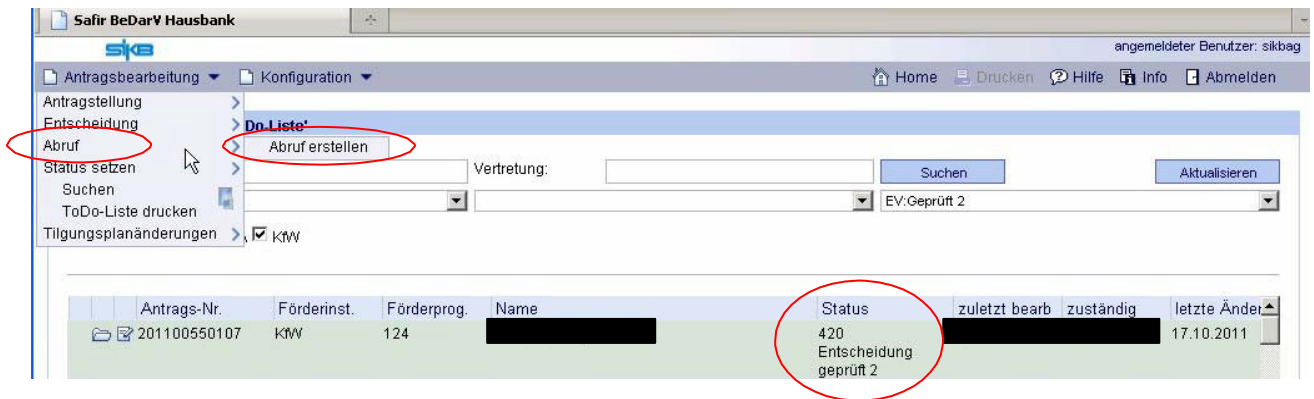 Safir BeDarV Hausbank
SIKB
angemeldeter Benutzer: sikbag
Antragsbearbeitung Konfiguration Home Drucken Hilfe Info Abmelden
Antragstellung
Entscheidung Do.Liste'
Abruf Abruf erstellen
Status setzen Vertretung: Suchen Aktualisieren
Suchen
ToDo-Liste drucken EV:Geprüft 2
Tilgungsplanänderungen KfW
Antrags-Nr. Förderinst. Förderprog. Name Status zuletzt bearb zuständig letzte Änder
201100550107 KfW 124 420 17.10.2011
Entscheidung
geprüft 2